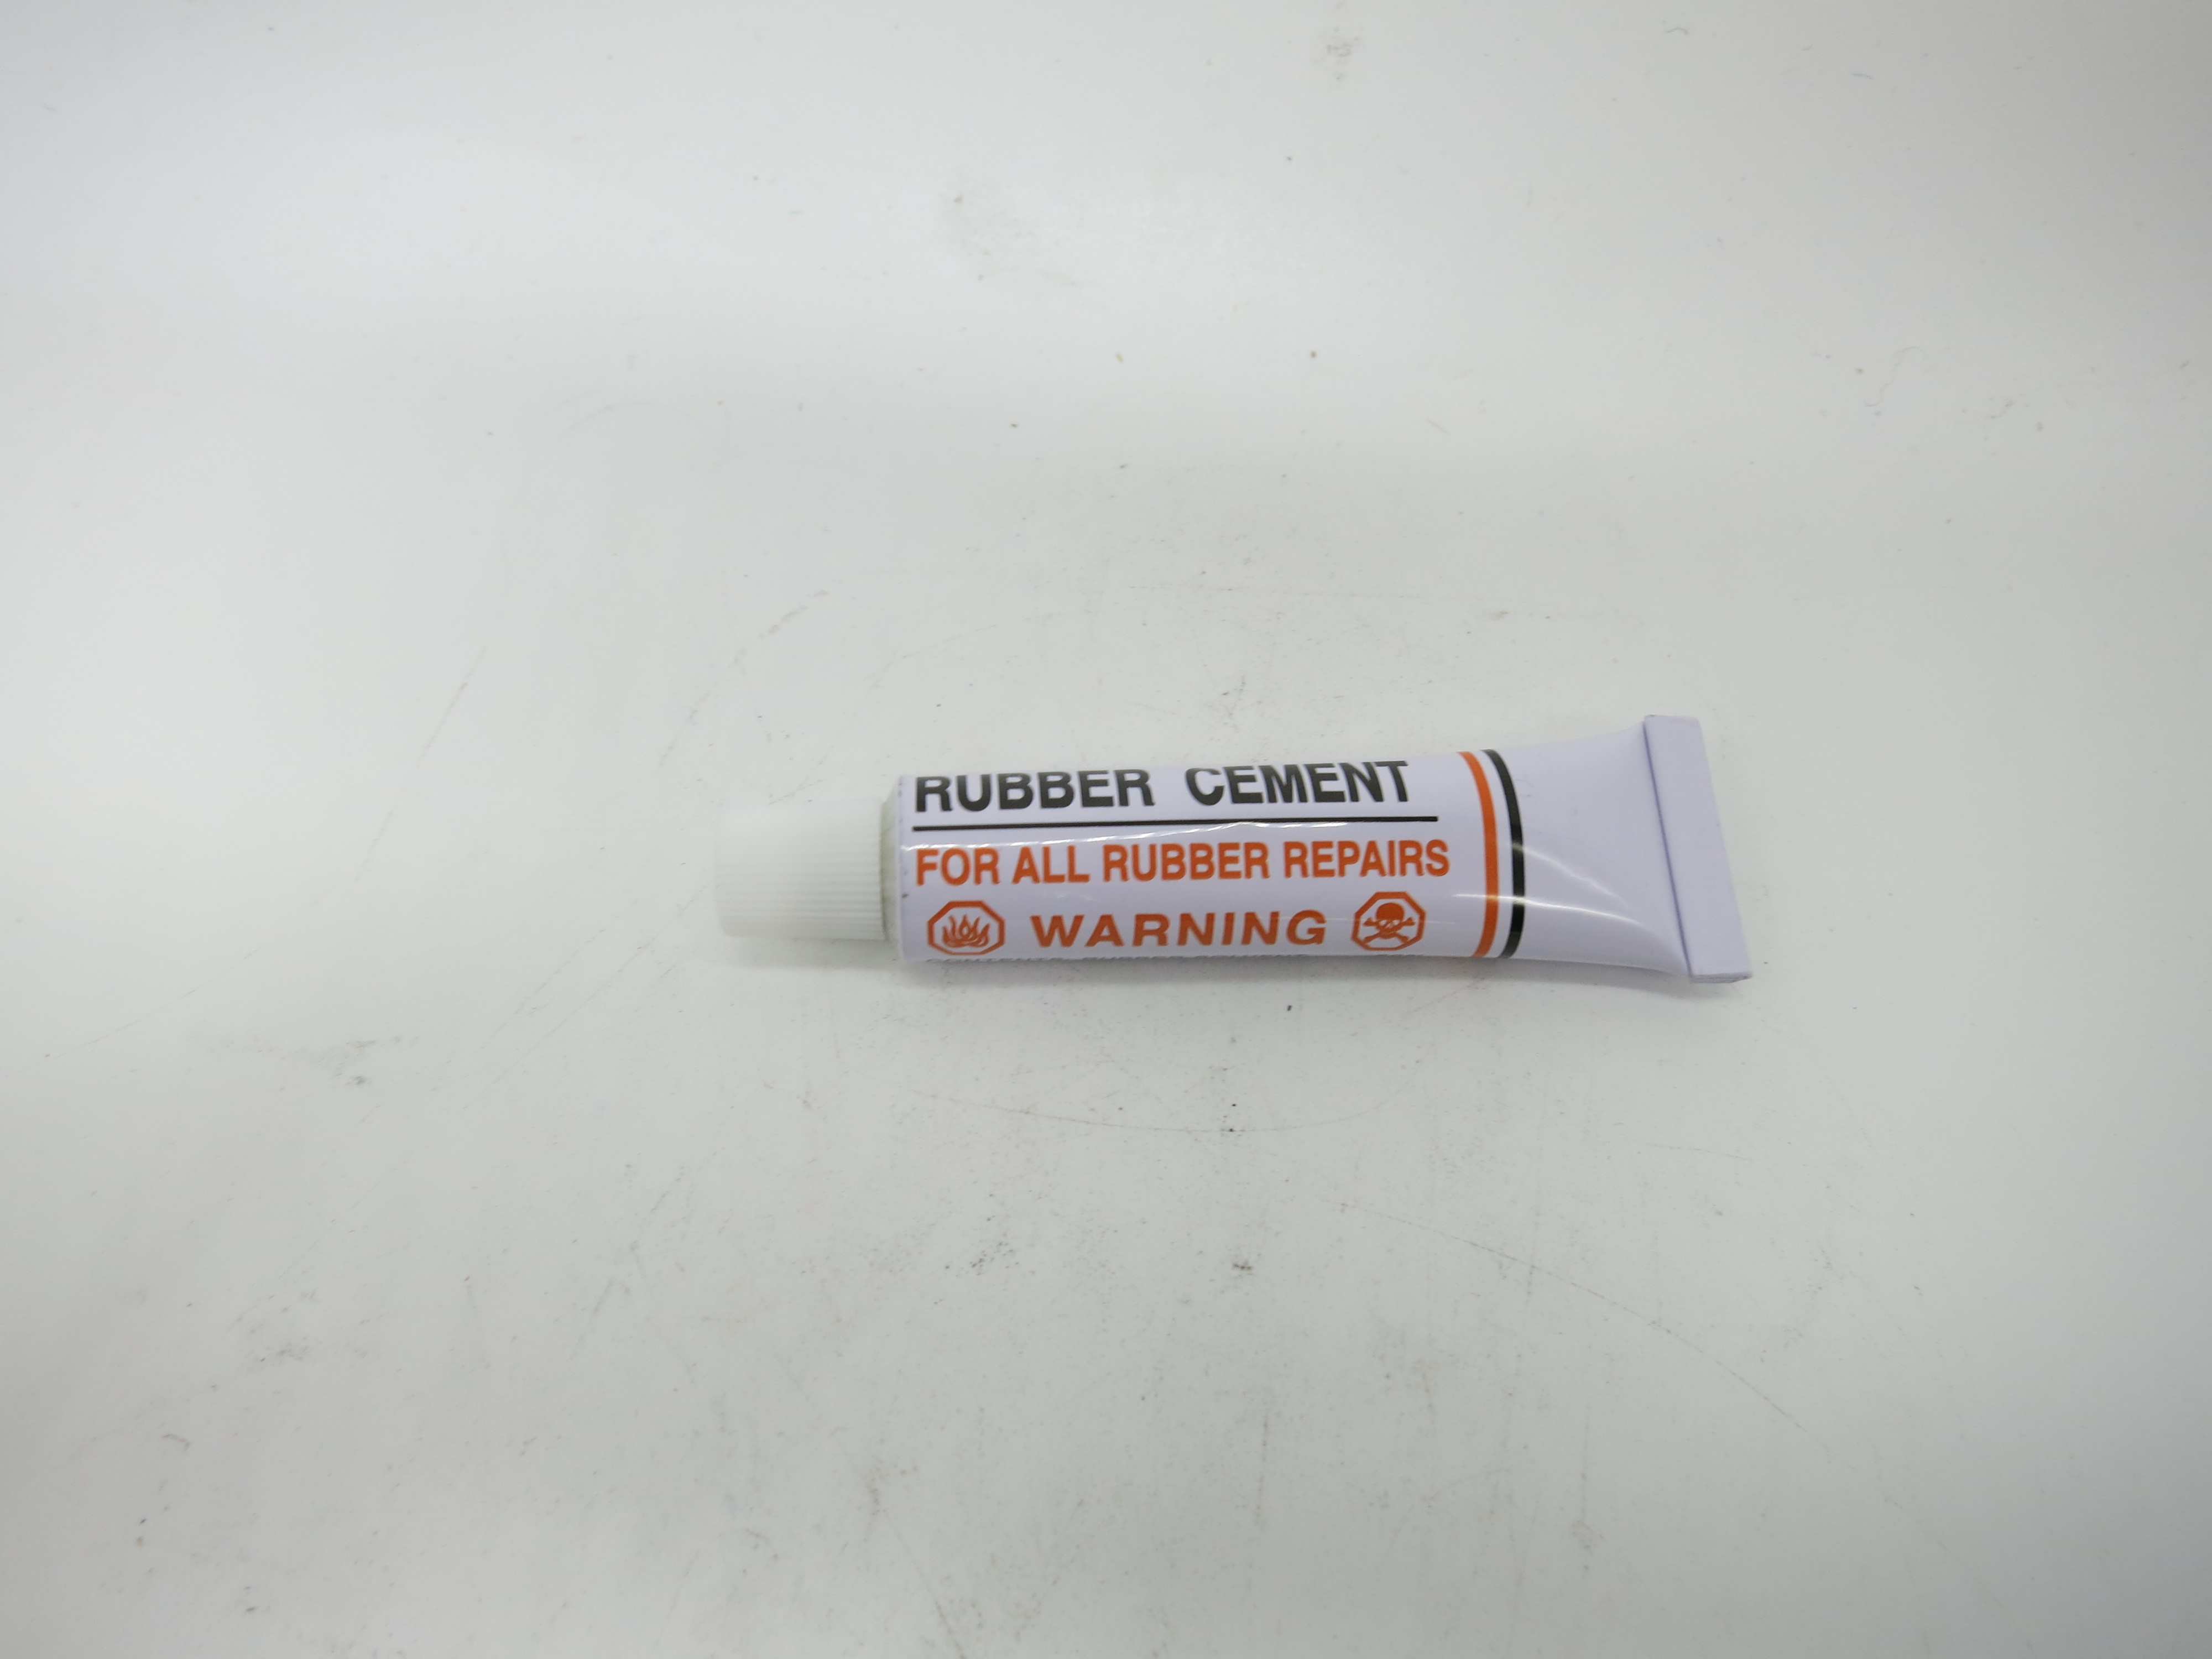 RUBBER CEMENT
FOR ALL RUBBER REPAIRS
WARNING